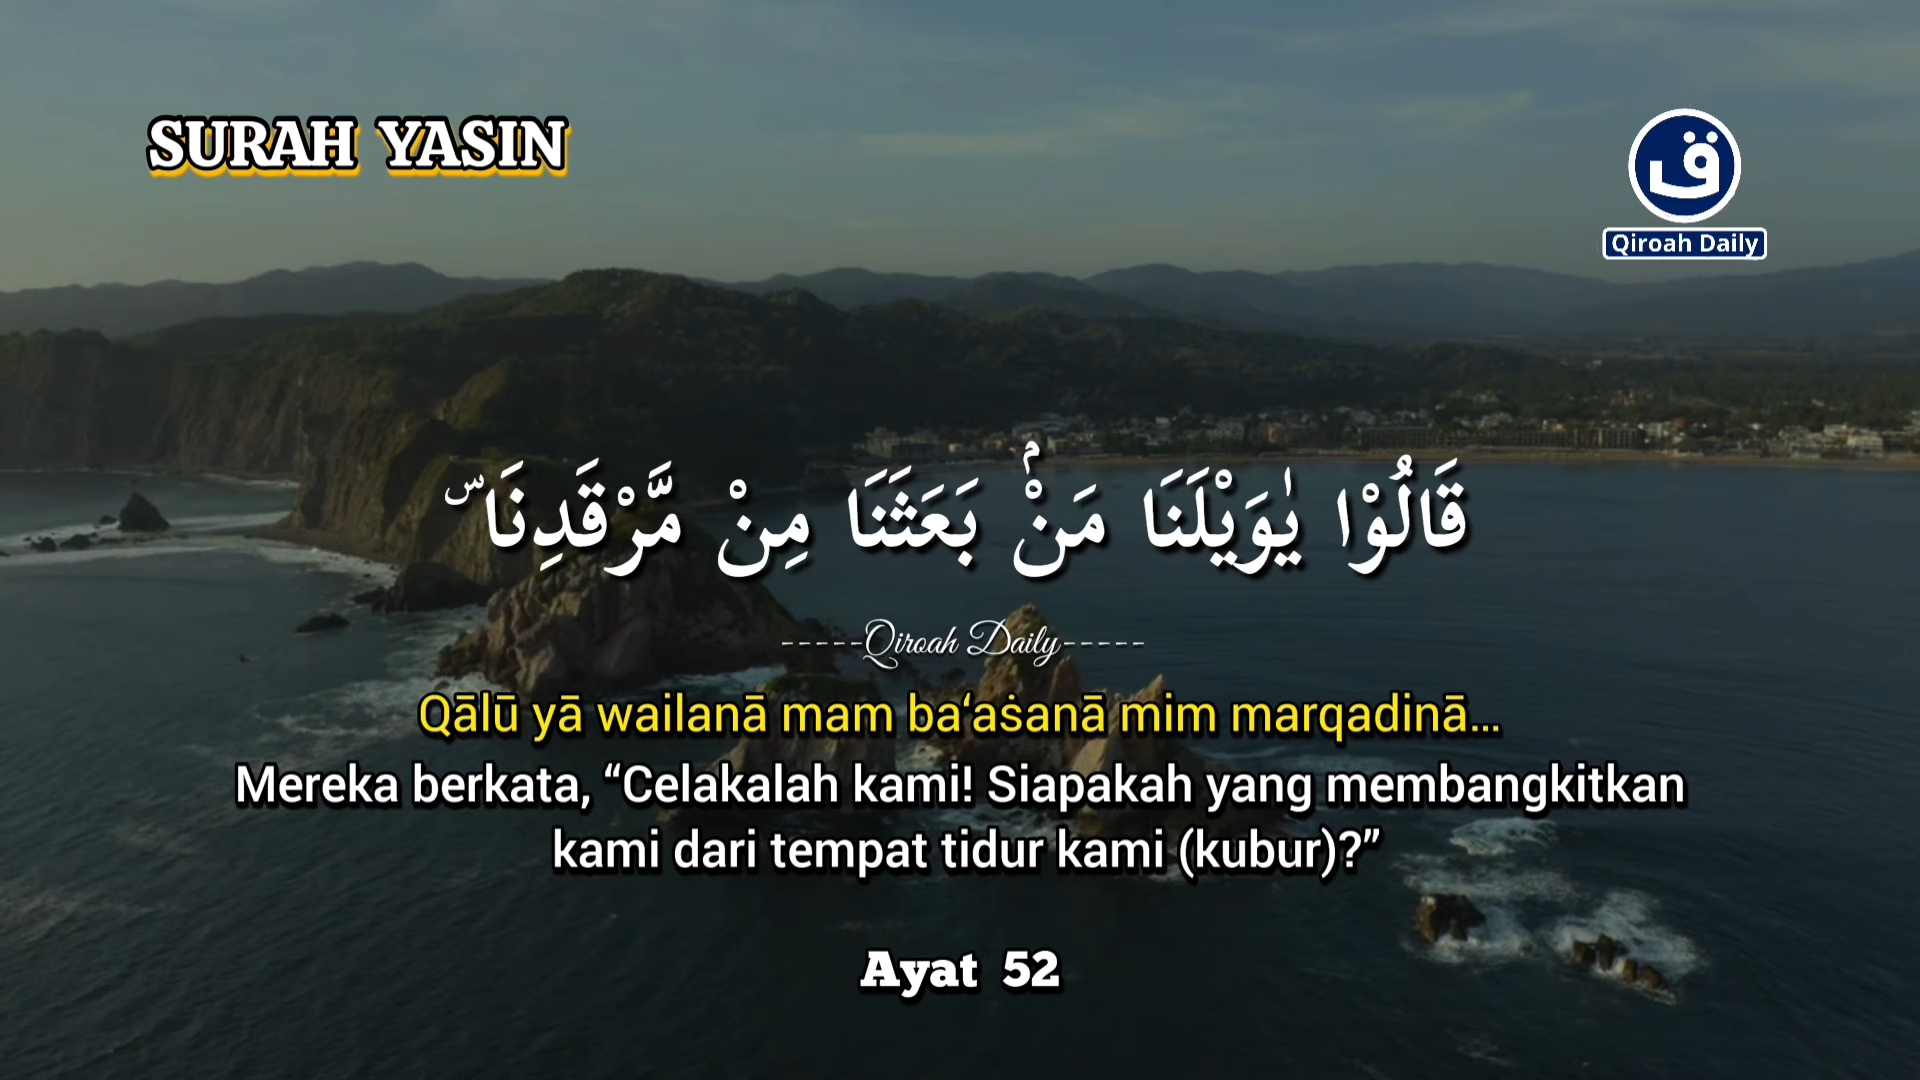 SURAH YASIN
ق
Qiroah Daily
قَالُوْا يٰوَيْلَنَا مَنْۢ بَعَثَنَا مِنْ مَّرْقَدِنَا ۜ
-----Qiroah Daily-----
Qālū yā wailanā mam ba‘aṡanā mim marqadinā...
Mereka berkata, “Celakalah kami! Siapakah yang membangkitkan
kami dari tempat tidur kami (kubur)?”
Ayat 52